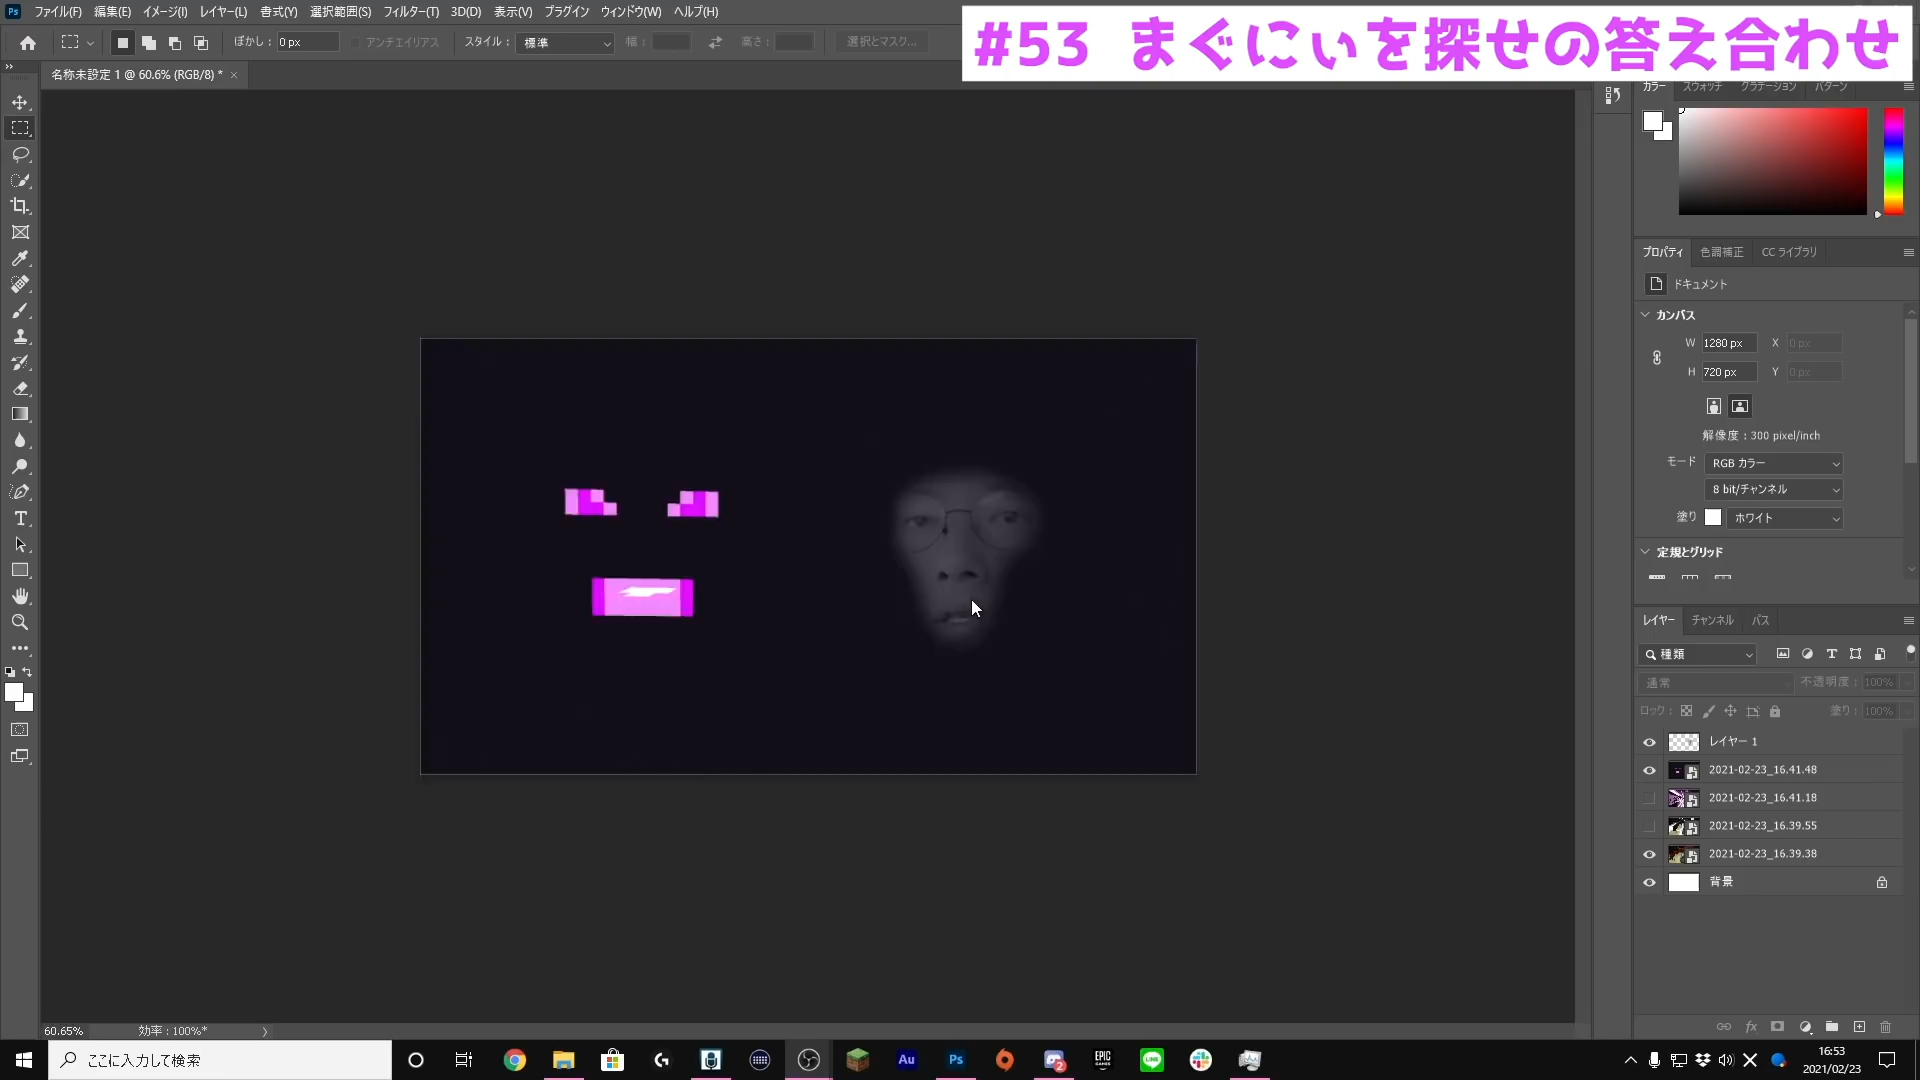 ファイル(F) 編集(E) イメージ(I) レイヤー(L) 書式(Y) 選択範囲(S) フィルター(T) 3D(D) 表示(V) プラグイン ウィンドウ(W) ヘルプ(H)
#53 まぐにぃを探せの答え合わせ
ぼかし : 0 px アンチエイリアス スタイル : 標準 幅 : 高さ : 選択とマスク...
名称未設定 1 @ 60.6% (RGB/8) * ×
カラー スウォッチ グラデーション パターン
プロパティ 色調補正 CC ライブラリ
ドキュメント
カンバス
W 1280 px X 0 px
H 720 px Y 0 px
解像度 : 300 pixel/inch
モード RGB カラー
8 bit/チャンネル
塗り ホワイト
定規とグリッド
レイヤー チャンネル パス
種類
通常 不透明度 : 100%
ロック : 塗り : 100%
レイヤー 1
2021-02-23_16.41.48
2021-02-23_16.41.18
2021-02-23_16.39.55
2021-02-23_16.39.38
背景
60.65% 効率 : 100%*
ここに入力して検索
Au Ps EPIC GAMES LINE
16:53
2021/02/23